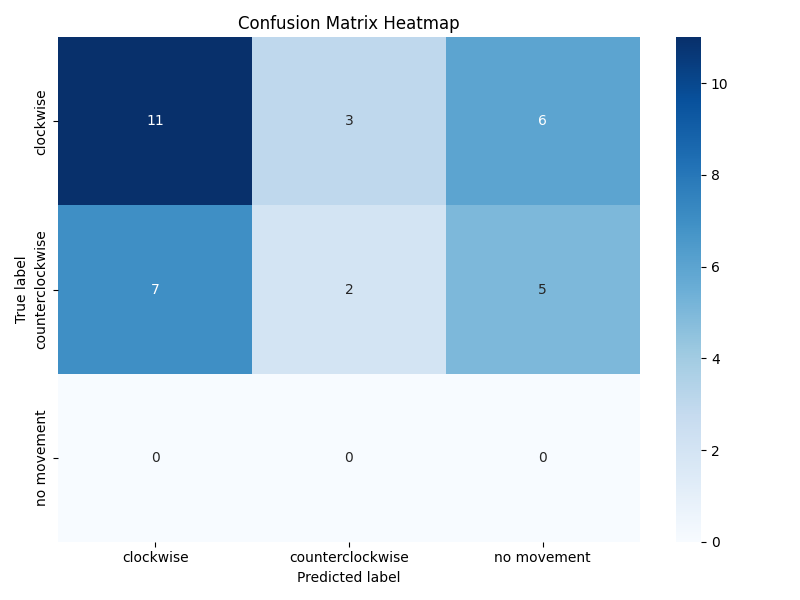 Confusion Matrix Heatmap
True label
clockwise
11 3 6
counterclockwise
7 2 5
no movement
0 0 0
clockwise counterclockwise no movement
Predicted label
10
8
6
4
2
0